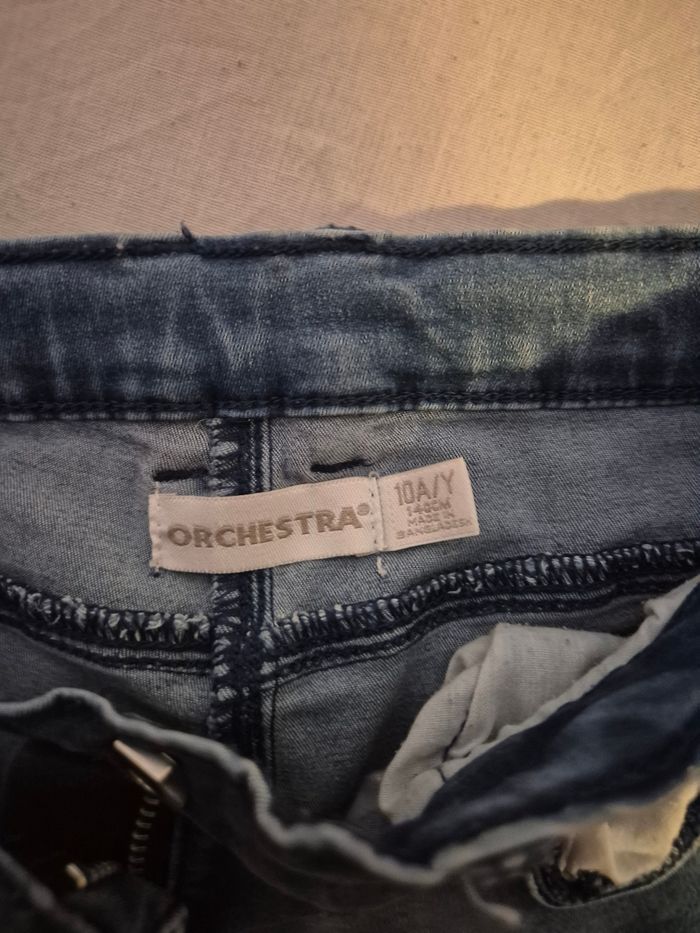 ORCHESTRA®
10A/Y
140CM
MADE IN
BANGLADESH